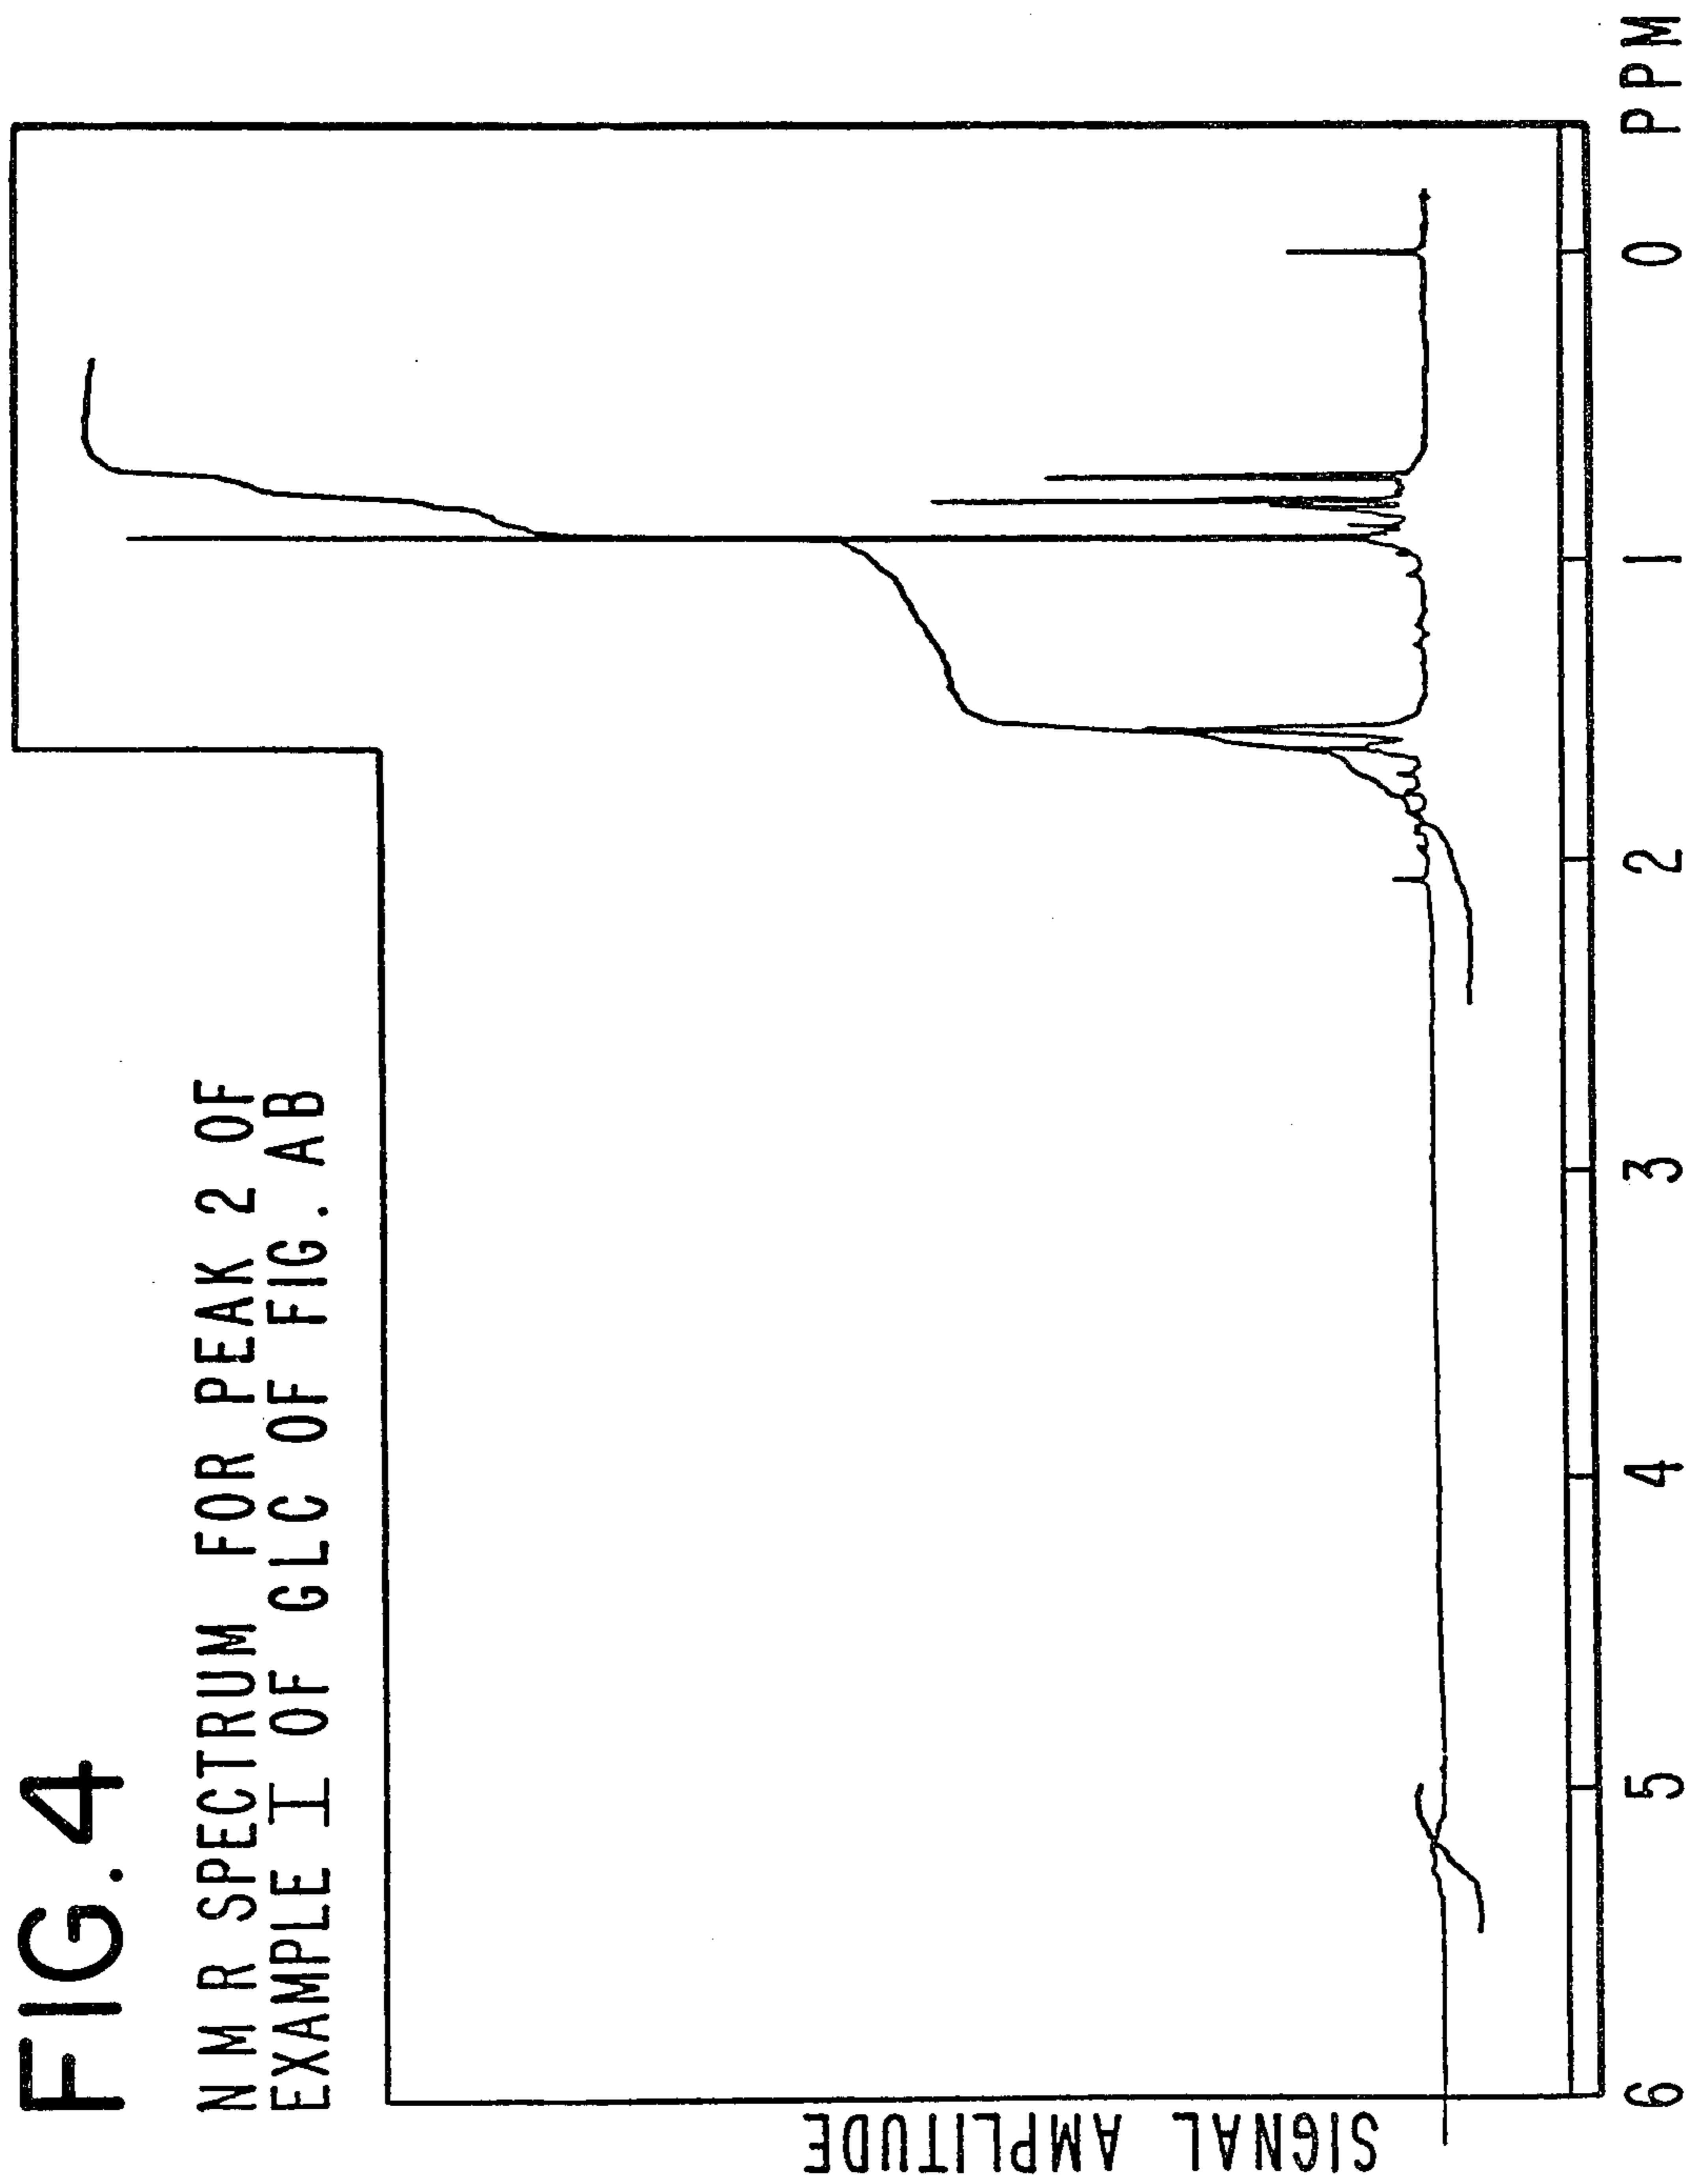 FIG.4
NMR SPECTRUM FOR PEAK 2 OF
EXAMPLE I OF GLC OF FIG. AB
SIGNAL AMPLITUDE
6 5 4 3 2 1 0 PPM